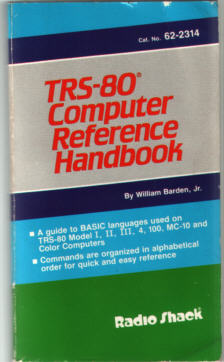 Cat. No. 62-2314
TRS-80®
Computer
Reference
Handbook
By William Barden, Jr.
■ A guide to BASIC languages used on
TRS-80 Model I, II, III, 4, 100, MC-10 and
Color Computers
■ Commands are organized in alphabetical
order for quick and easy reference
Radio Shack